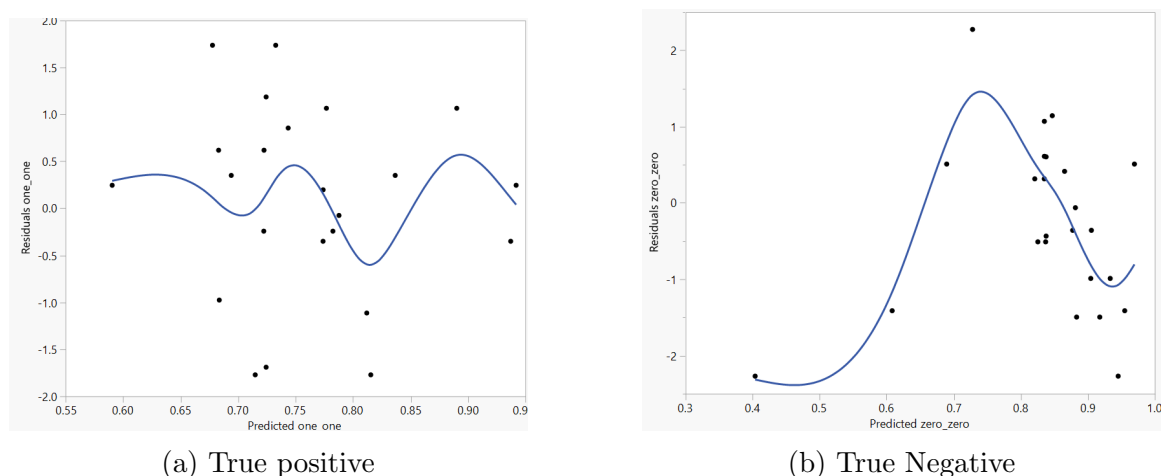 2.0
1.5
1.0
0.5
0.0
-0.5
-1.0
-1.5
-2.0
Residuals one_one
0.55 0.60 0.65 0.70 0.75 0.80 0.85 0.90 0.9
Predicted one_one
(a) True positive
2
1
0
-1
-2
Residuals zero_zero
0.3 0.4 0.5 0.6 0.7 0.8 0.9 1.0
Predicted zero_zero
(b) True Negative